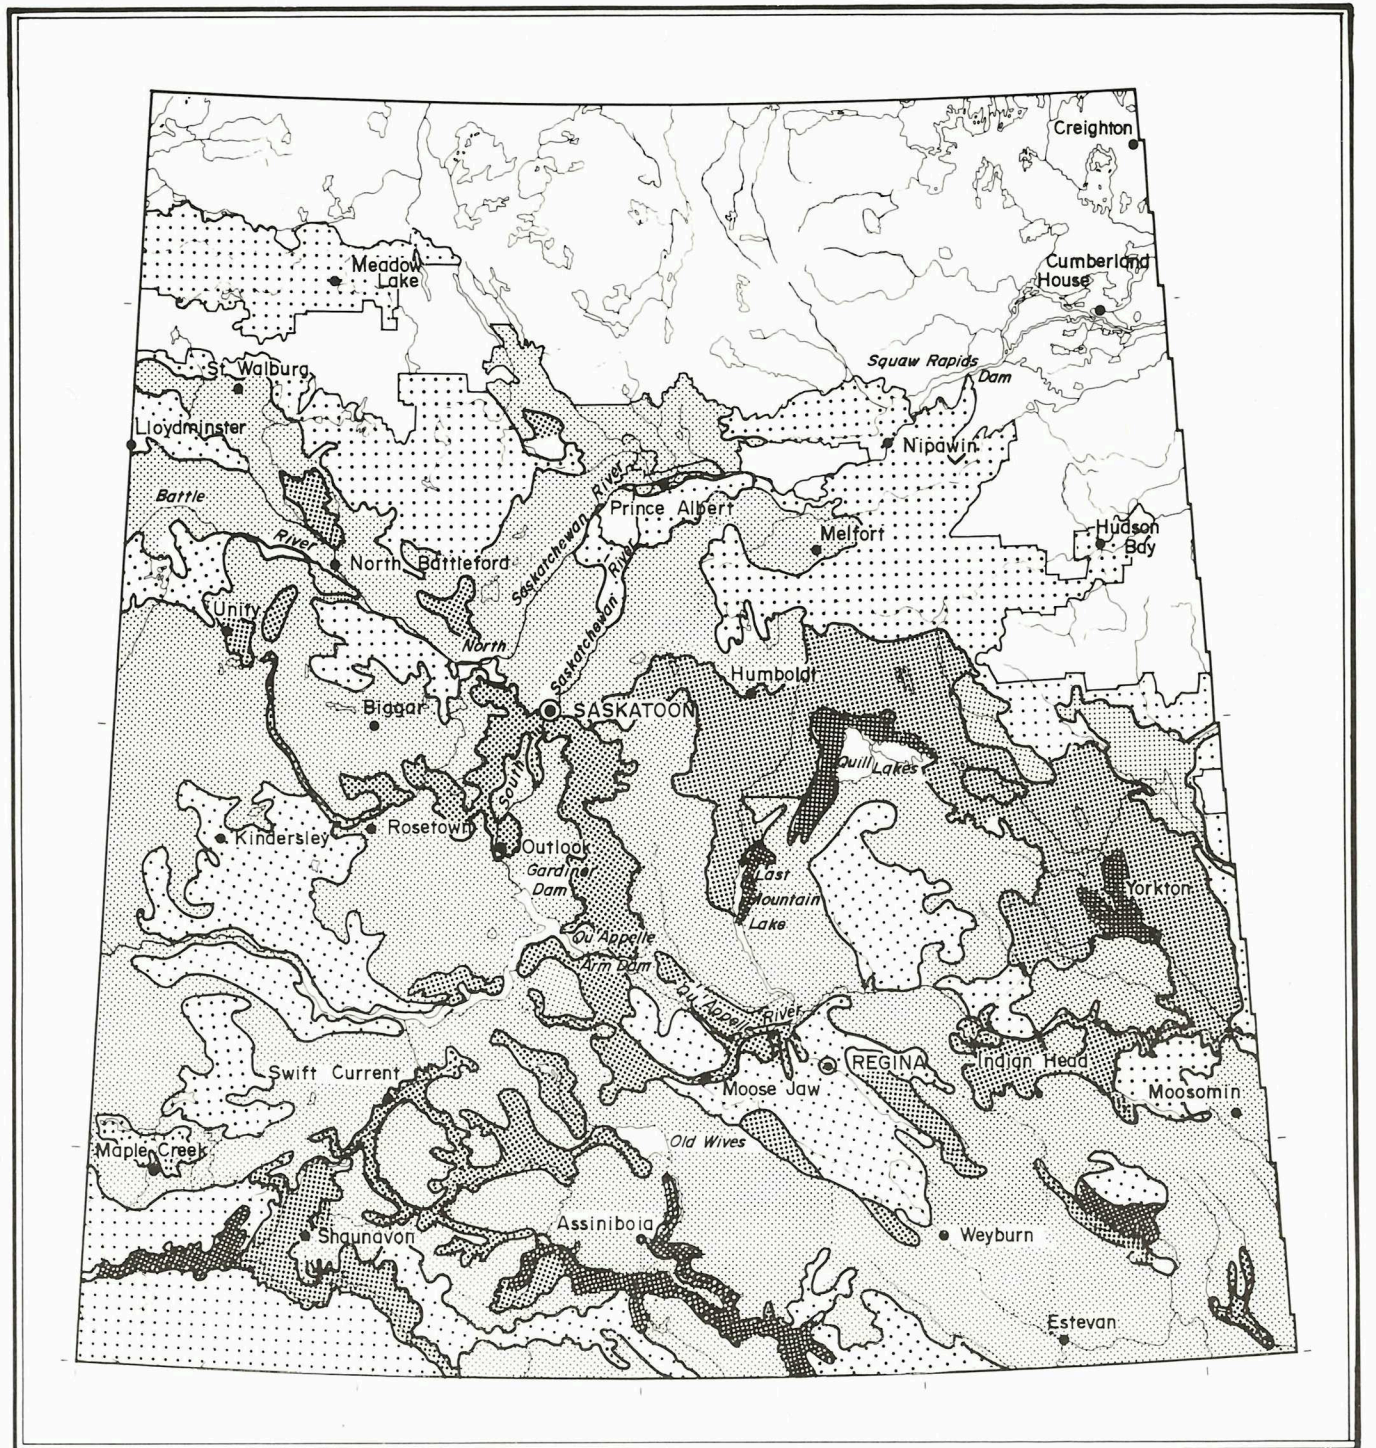 Creighton
Cumberland
House
Meadow
Lake
Squaw Rapids
Dam
St. Walburg
Lloydminster
Nipawin
Battle
River
Saskatchewan River
Prince Albert
Melfort
Hudson
Bay
River
North Battleford
Saskatchewan
Unity
North
Humboldt
Biggar
SASKATOON
South
Quill Lakes
Kindersley
Rosetown
Outlook
Gardiner
Dam
Last
Mountain
Lake
Yorkton
Qu'Appelle
Arm Dam
Qu'Appelle River
Swift Current
REGINA
Indian Head
Moose Jaw
Moosomin
Old Wives
Maple Creek
Assiniboia
Shaunavon
Weyburn
Estevan